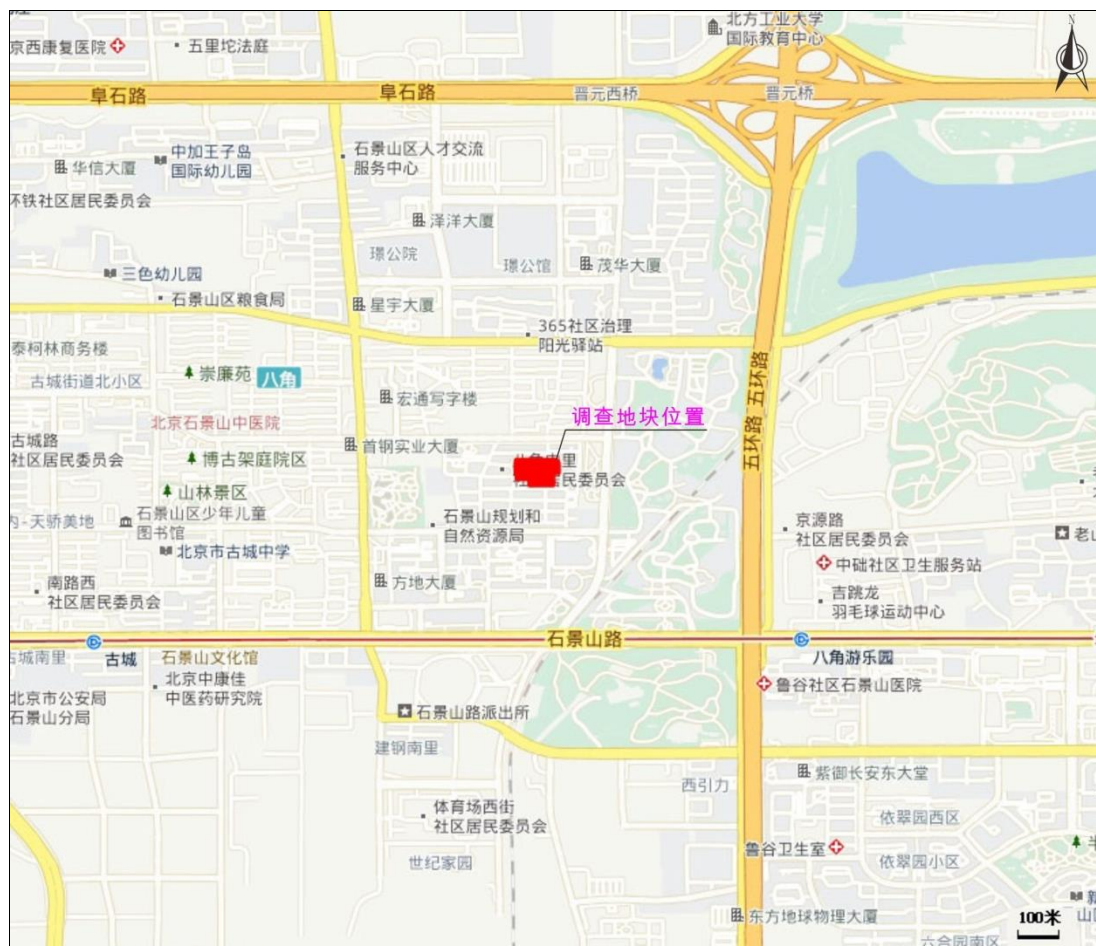 北方工业大学
国际教育中心
N
京西康复医院
五里坨法庭
阜石路
阜石路
晋元西桥
晋元桥
中加王子岛
国际幼儿园
石景山区人才交流
服务中心
华信大厦
环铁社区居民委员会
泽洋大厦
璟公院
璟公馆
茂华大厦
三色幼儿园
石景山区粮食局
星宇大厦
365社区治理
阳光驿站
泰柯林商务楼
崇廉苑
八角
古城街道北小区
宏通写字楼
五环路
五环路
调查地块位置
北京石景山中医院
古城路
社区居民委员会
首钢实业大厦
博古架庭院区
民委员会
山林景区
内-天骄美地
石景山区少年儿童
图书馆
石景山规划和
自然资源局
京源路
社区居民委员会
老山
北京市古城中学
中础社区卫生服务站
南路西
社区居民委员会
方地大厦
吉跳龙
羽毛球运动中心
石景山路
古城南里
古城
石景山文化馆
八角游乐园
北京市公安局
石景山分局
北京中康佳
中医药研究院
鲁谷社区石景山医院
石景山路派出所
建钢南里
西引力
紫御长安东大堂
体育场西街
社区居民委员会
依翠园西区
世纪家园
鲁谷卫生室
依翠园小区
东方地球物理大厦
100米
六合园南区